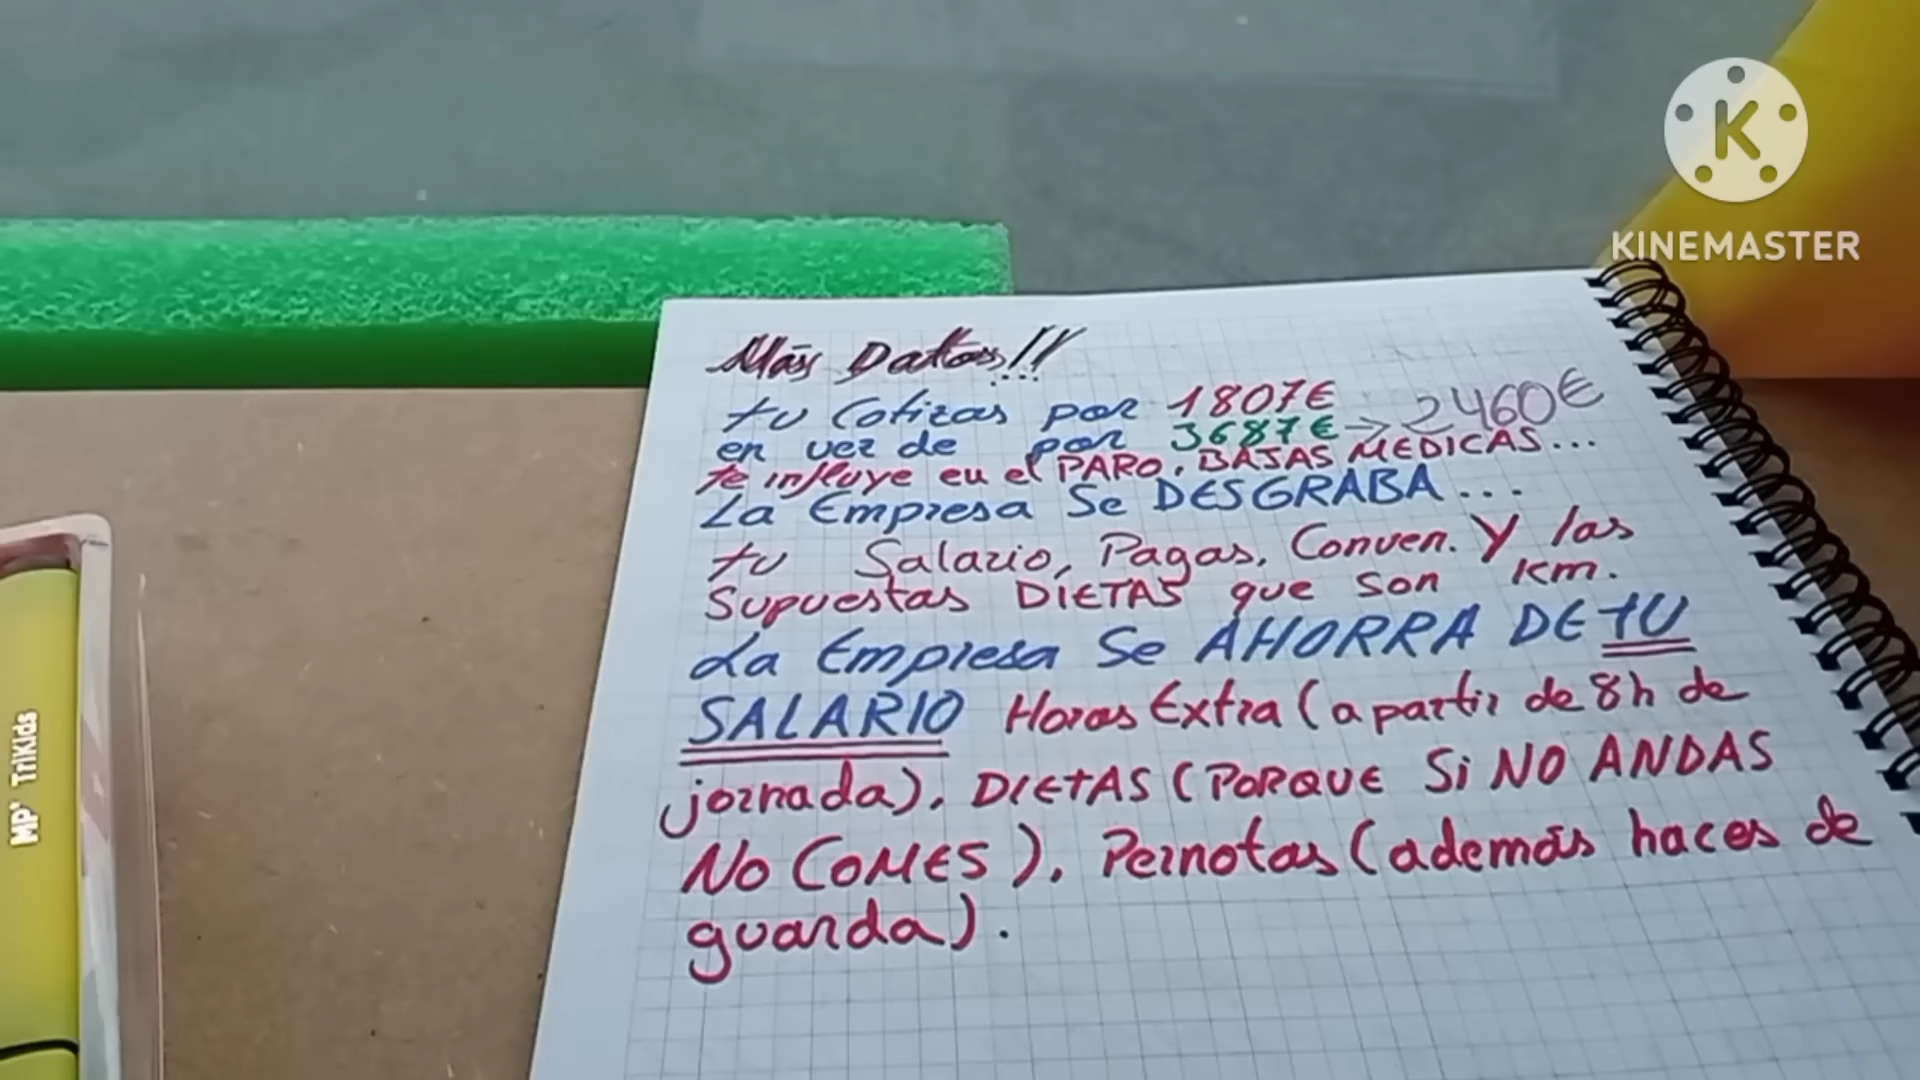 K
KINEMASTER
Más Datos!!!
tu Cotizas por 1807€
en vez de por 3687€ → 2460€
te influye en el PARO, BAJAS MEDICAS...
La Empresa Se DESGRABA...
tu Salario, Pagas, Conven. Y las
Supuestas DIETAS que son km.
La Empresa Se AHORRA DE TU
SALARIO Horas Extra (a partir de 8h de
jornada), DIETAS (PORQUE Si NO ANDAS
NO COMES), Pernotas (además haces de
guarda).
MP TriKids